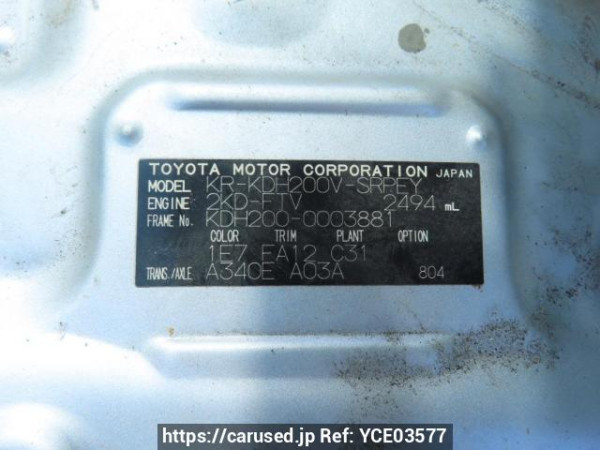 TOYOTA MOTOR CORPORATION JAPAN
MODEL KR-KDH200V-SRPEY
ENGINE 2KD-FTV 2494 mL
FRAME No. KDH200-0003881
COLOR TRIM PLANT OPTION
1E7 EA12 C31
TRANS./AXLE A340E A03A 804
https://carused.jp Ref: YCE03577